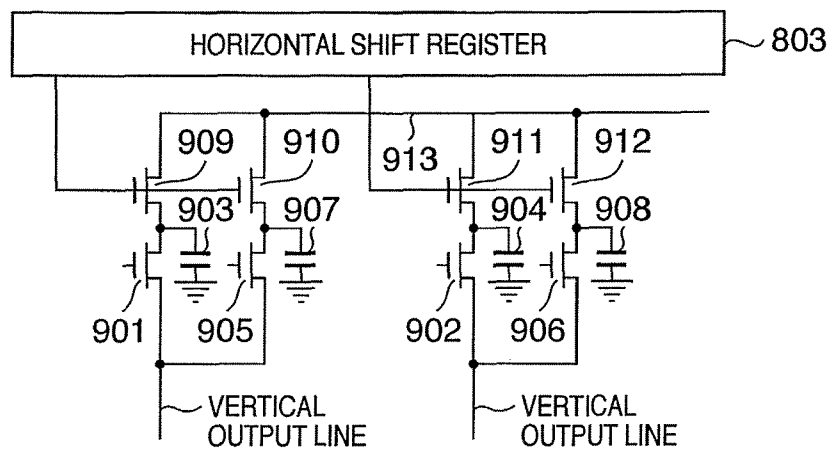 HORIZONTAL SHIFT REGISTER
803
909
910
913
911
912
903
907
904
908
901
905
902
906
VERTICAL
OUTPUT LINE
VERTICAL
OUTPUT LINE